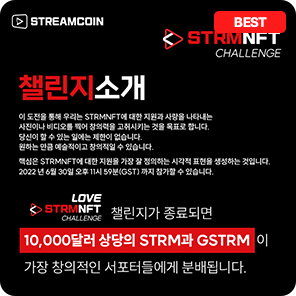 STREAMCOIN
BEST
STRMNFT
CHALLENGE
챌린지소개
이 도전을 통해 우리는 STRMNFT에 대한 지원과 사랑을 나타내는
사진이나 비디오를 찍어 창의력을 고취시키는 것을 목표로 합니다.
당신이 할 수 있는 일에는 제한이 없습니다.
원하는 만큼 예술적이고 창의적일 수 있습니다.
핵심은 STRMNFT에 대한 지원을 가장 잘 정의하는 시각적 표현을 생성하는 것입니다.
2022 년 6월 30일 오후 11시 59분(GST) 까지 참가할 수 있습니다.
LOVE
STRMNFT
CHALLENGE
챌린지가 종료되면
10,000달러 상당의 STRM과 GSTRM 이
가장 창의적인 서포터들에게 분배됩니다.